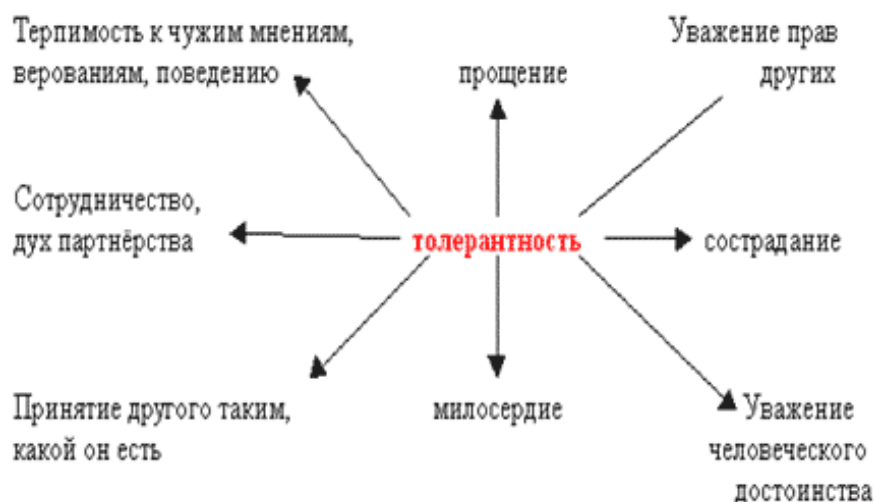 Терпимость к чужим мнениям,
верованиям, поведению
прощение
Уважение прав
других
Сотрудничество,
дух партнёрства
толерантность
сострадание
Принятие другого таким,
какой он есть
милосердие
Уважение
человеческого
достоинства